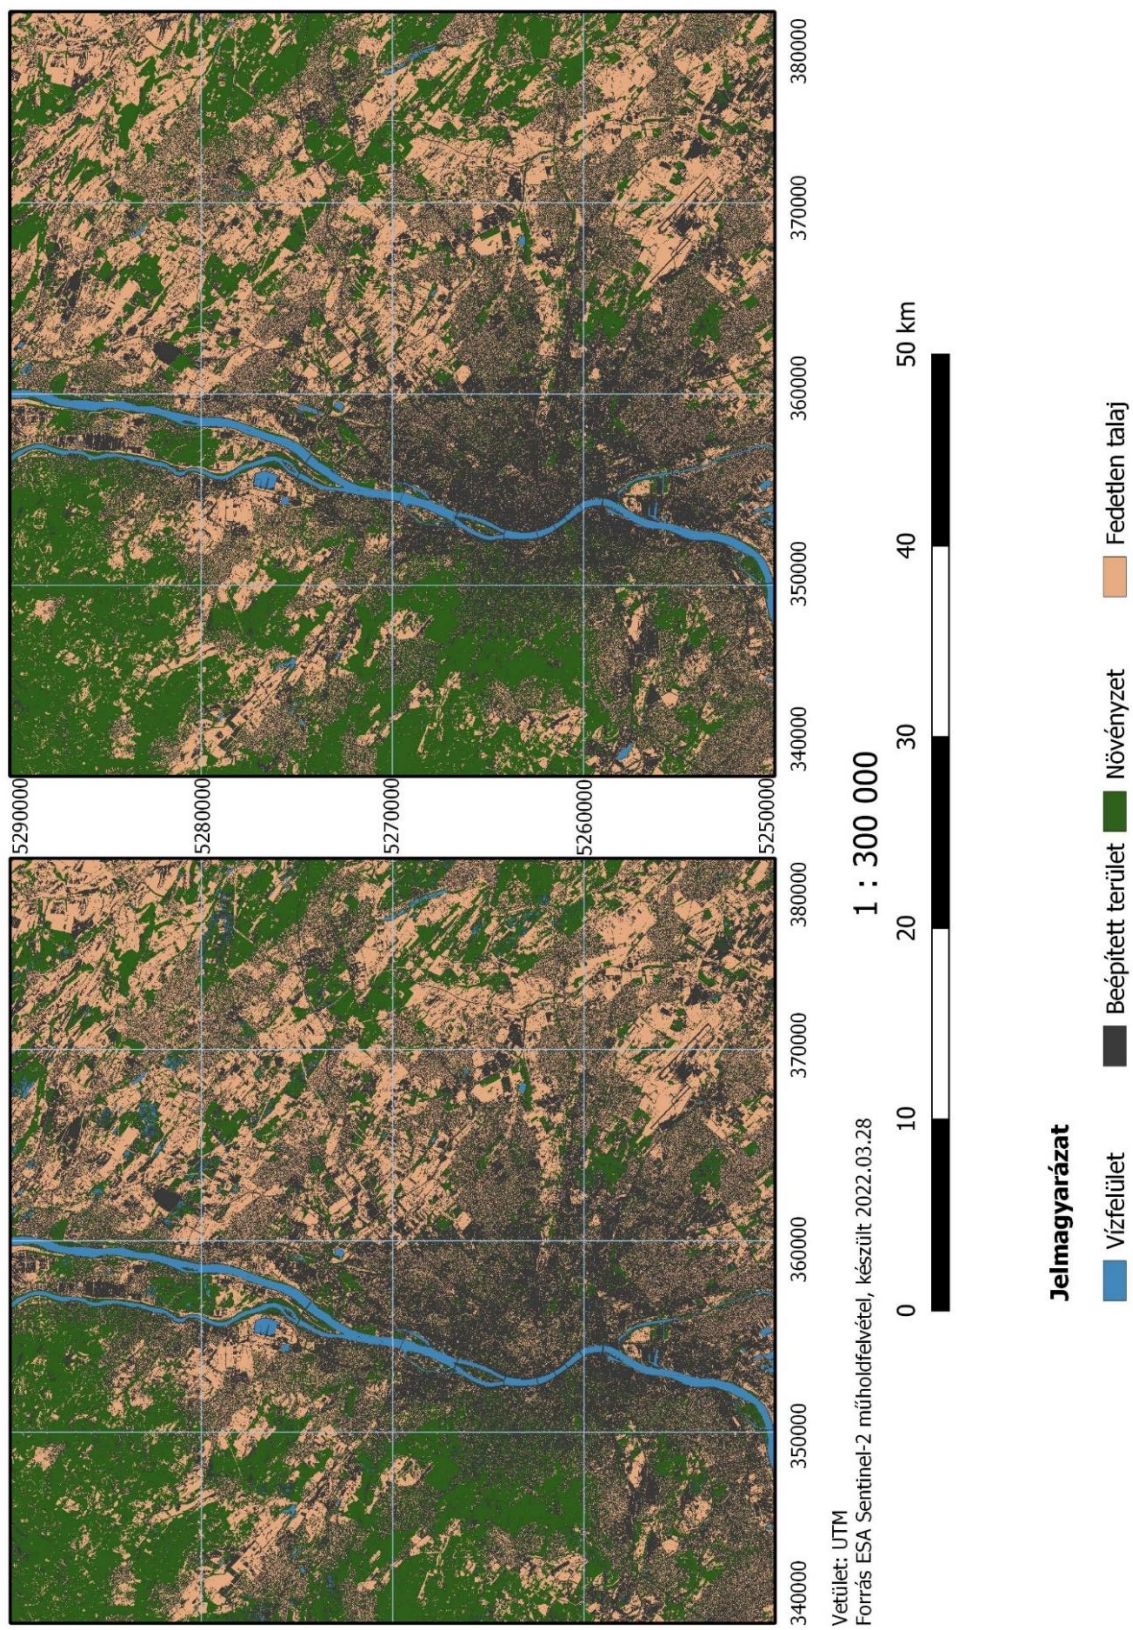 5290000
5280000
5270000
5260000
5250000
340000 350000 360000 370000 380000
340000 350000 360000 370000 380000
Vetület: UTM
Forrás ESA Sentinel-2 műholdfelvétel, készült 2022.03.28
1 : 300 000
0 10 20 30 40 50 km
Jelmagyarázat
Vízfelület Beépített terület Növényzet Fedetlen talaj